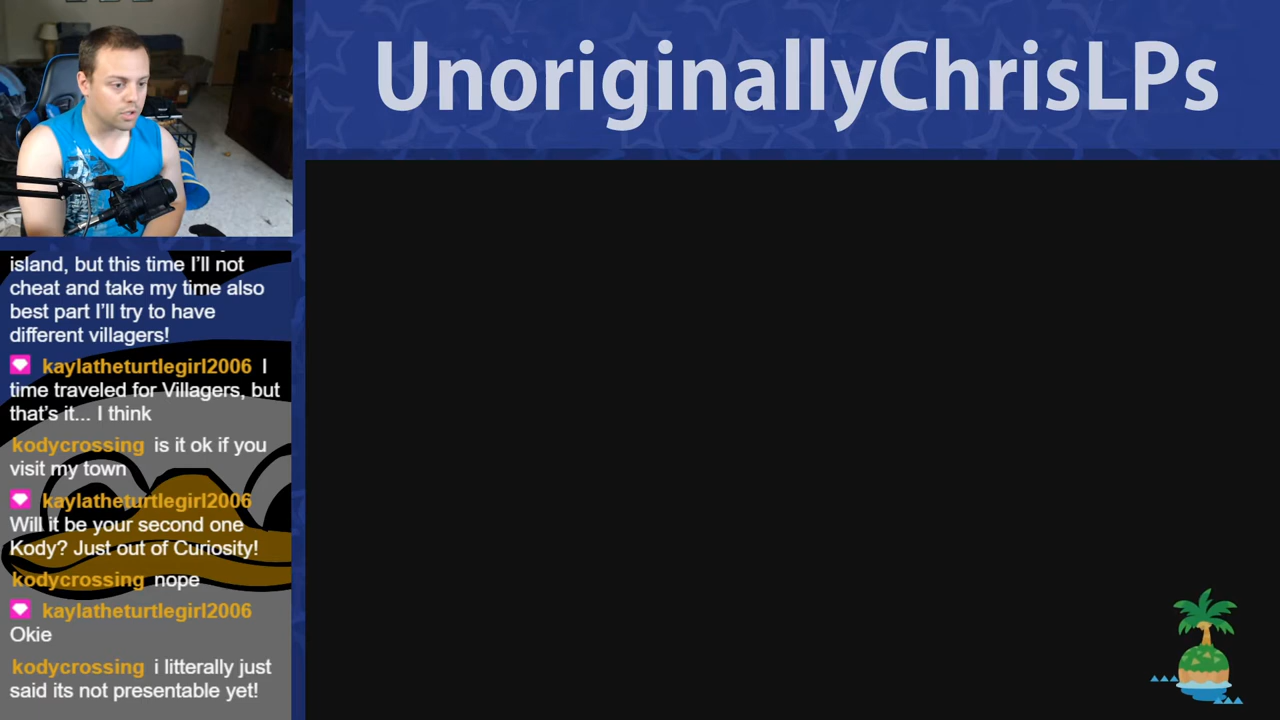 UnoriginallyChrisLPs
island, but this time I’ll not
cheat and take my time also
best part I’ll try to have
different villagers!
kaylatheturtlegirl2006 I
time traveled for Villagers, but
that’s it... I think
kodycrossing is it ok if you
visit my town
kaylatheturtlegirl2006
Will it be your second one
Kody? Just out of Curiosity!
kodycrossing nope
kaylatheturtlegirl2006
Okie
kodycrossing i litterally just
said its not presentable yet!